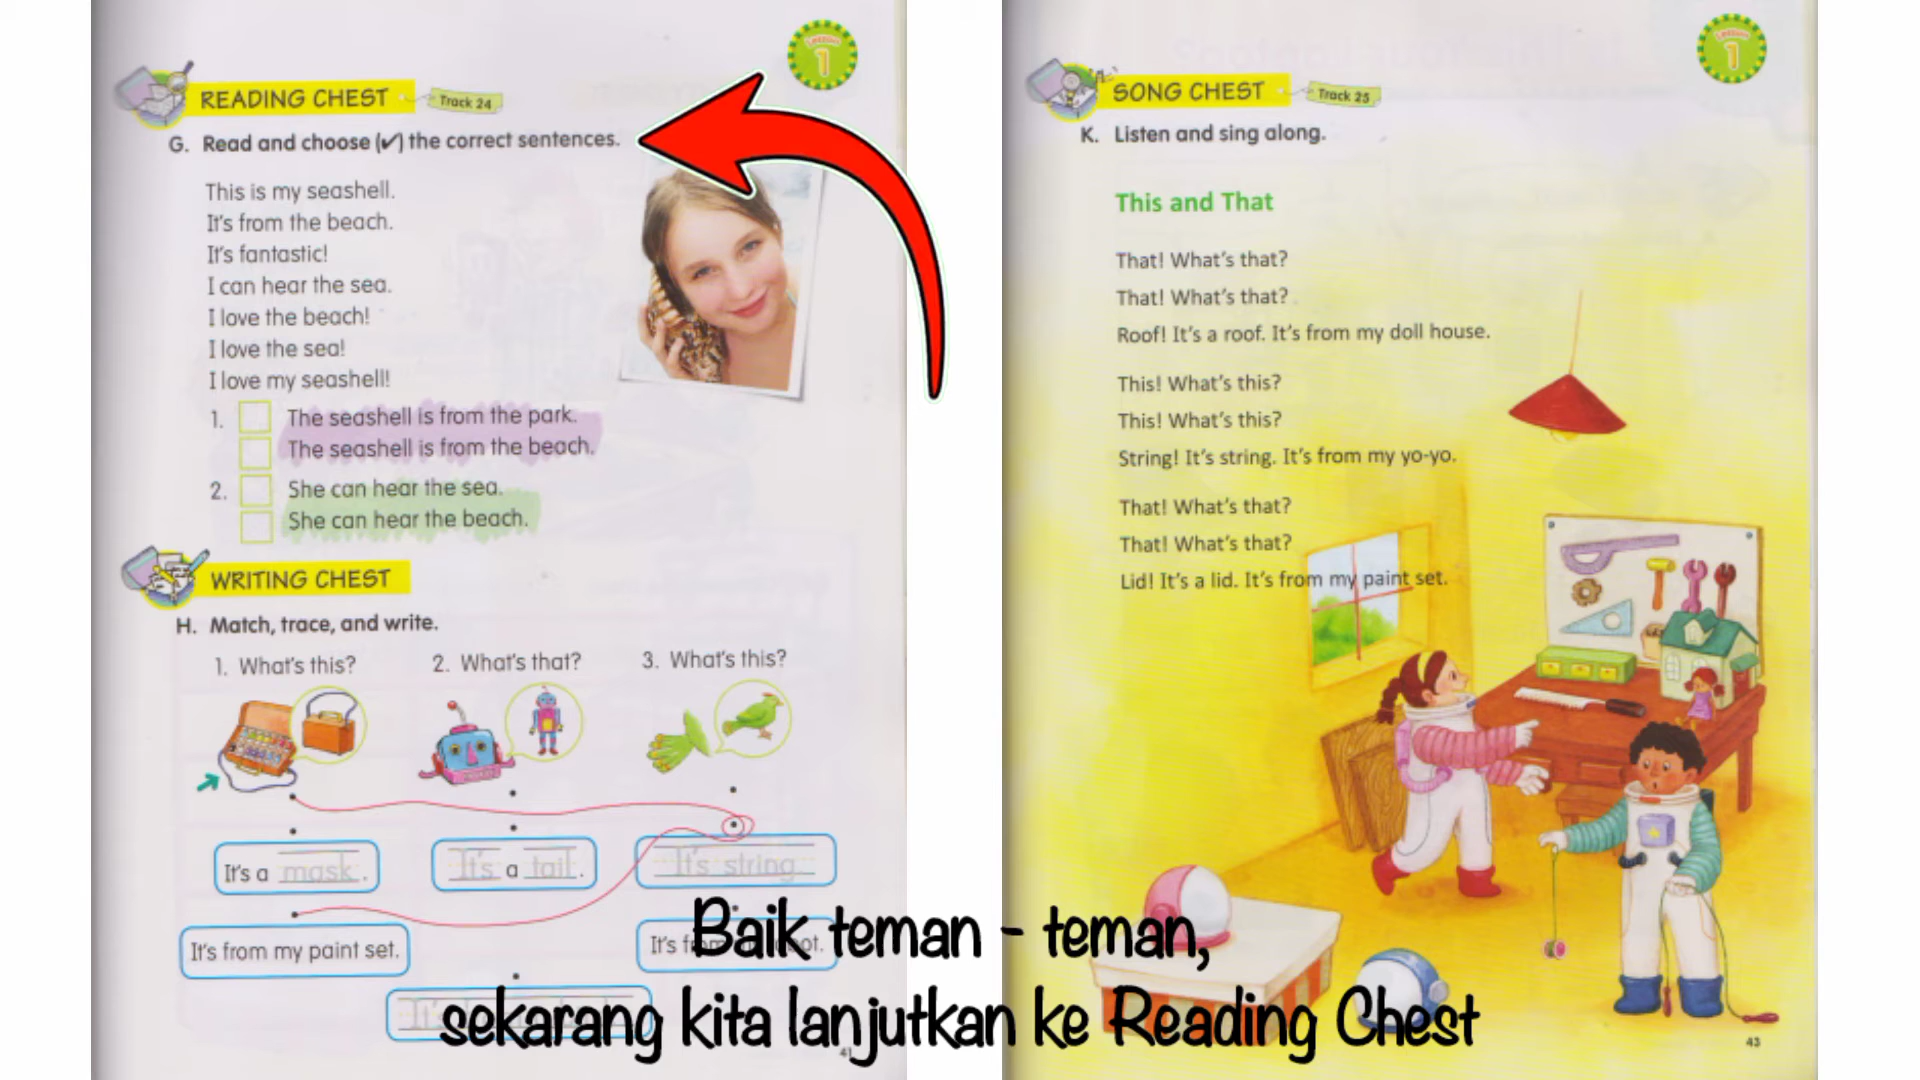 Lesson
1
READING CHEST
Track 24
G. Read and choose (✔) the correct sentences.
This is my seashell.
It's from the beach.
It's fantastic!
I can hear the sea.
I love the beach!
I love the sea!
I love my seashell!
1. The seashell is from the park.
The seashell is from the beach.
2. She can hear the sea.
She can hear the beach.
WRITING CHEST
H. Match, trace, and write.
1. What's this?
2. What's that?
3. What's this?
It's a mask.
It's a tail.
It's string.
It's from my paint set.
It's
41
Lesson
1
SONG CHEST
Track 25
K. Listen and sing along.
This and That
That! What's that?
That! What's that?
Roof! It's a roof. It's from my doll house.
This! What's this?
This! What's this?
String! It's string. It's from my yo-yo.
That! What's that?
That! What's that?
Lid! It's a lid. It's from my paint set.
43
Baik teman - teman,
sekarang kita lanjutkan ke Reading Chest